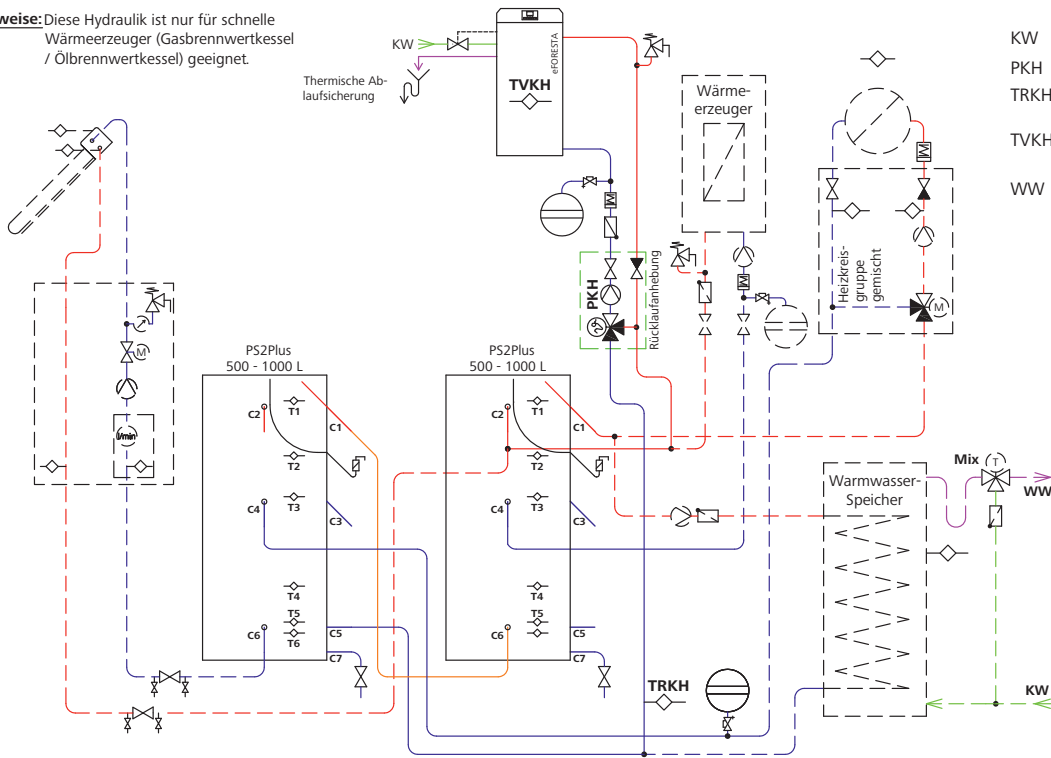 weise: Diese Hydraulik ist nur für schnelle
Wärmeerzeuger (Gasbrennwertkessel
/ Ölbrennwertkessel) geeignet.
KW
Thermische Ab-
laufsicherung
eFORESTA
TVKH
Wärme-
erzeuger
KW
PKH
TRKH
TVKH
WW
Heizkreis-
gruppe
gemischt
M
PKH
Rücklaufanhebung
M
l/min
PS2Plus
500 - 1000 L
C2
T1
C1
T2
C4
T3
C3
T4
T5
C6
T6
C5
C7
PS2Plus
500 - 1000 L
C2
T1
C1
T2
C4
T3
C3
T4
T5
C6
C5
C7
TRKH
Warmwasser-
Speicher
Mix
T
WW
KW